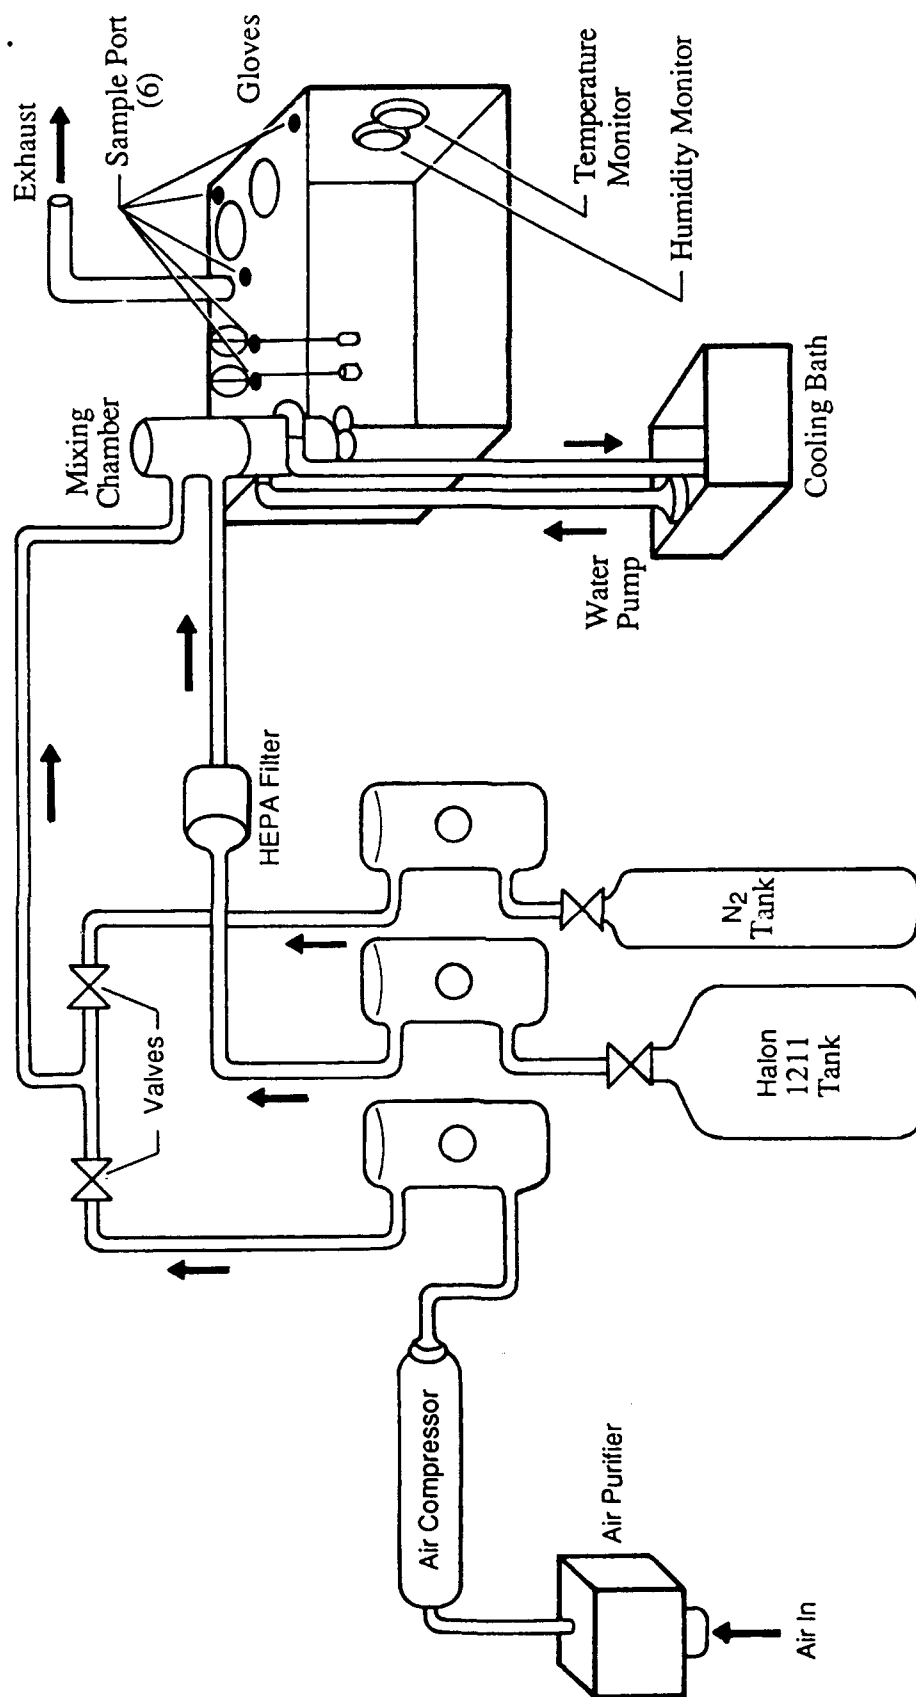 Exhaust
Sample Port
(6)
Gloves
Mixing
Chamber
Temperature
Monitor
Humidity Monitor
Water
Pump
Cooling Bath
HEPA Filter
Valves
N2
Tank
Halon
1211
Tank
Air Compressor
Air Purifier
Air In